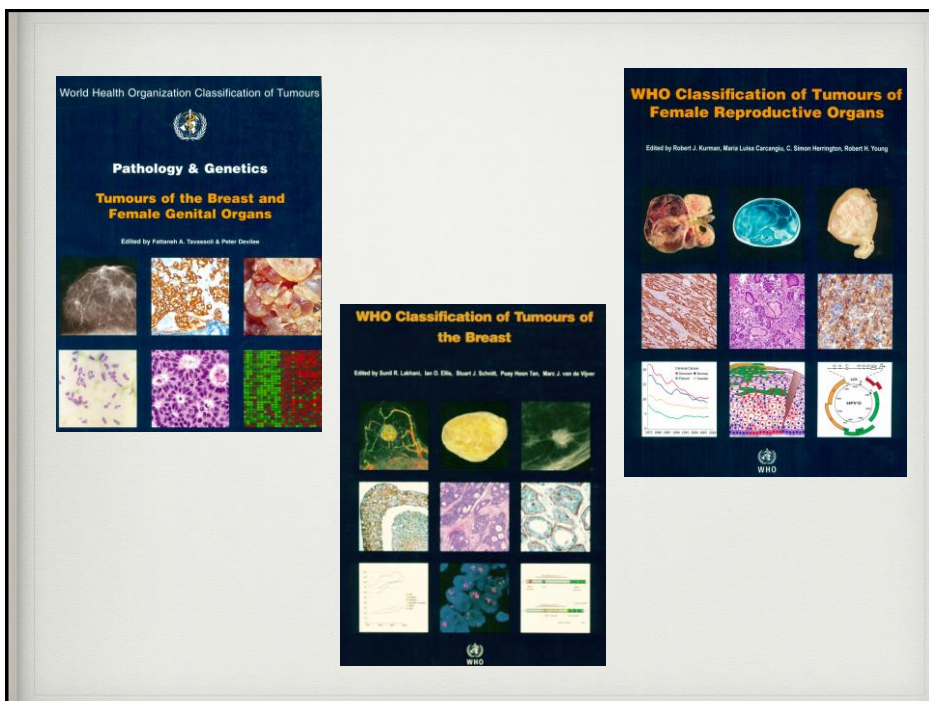 World Health Organization Classification of Tumours
Pathology & Genetics
Tumours of the Breast and
Female Genital Organs
Edited by Fattaneh A. Tavassoli & Peter Devilee
WHO Classification of Tumours of
the Breast
Edited by Sunil R. Lakhani, Ian O. Ellis, Stuart J. Schnitt, Puay Hoon Tan, Marc J. van de Vijver
WHO
WHO Classification of Tumours of
Female Reproductive Organs
Edited by Robert J. Kurman, Maria Luisa Carcangiu, C. Simon Herrington, Robert H. Young
Cervical Cancer
HPV16
WHO